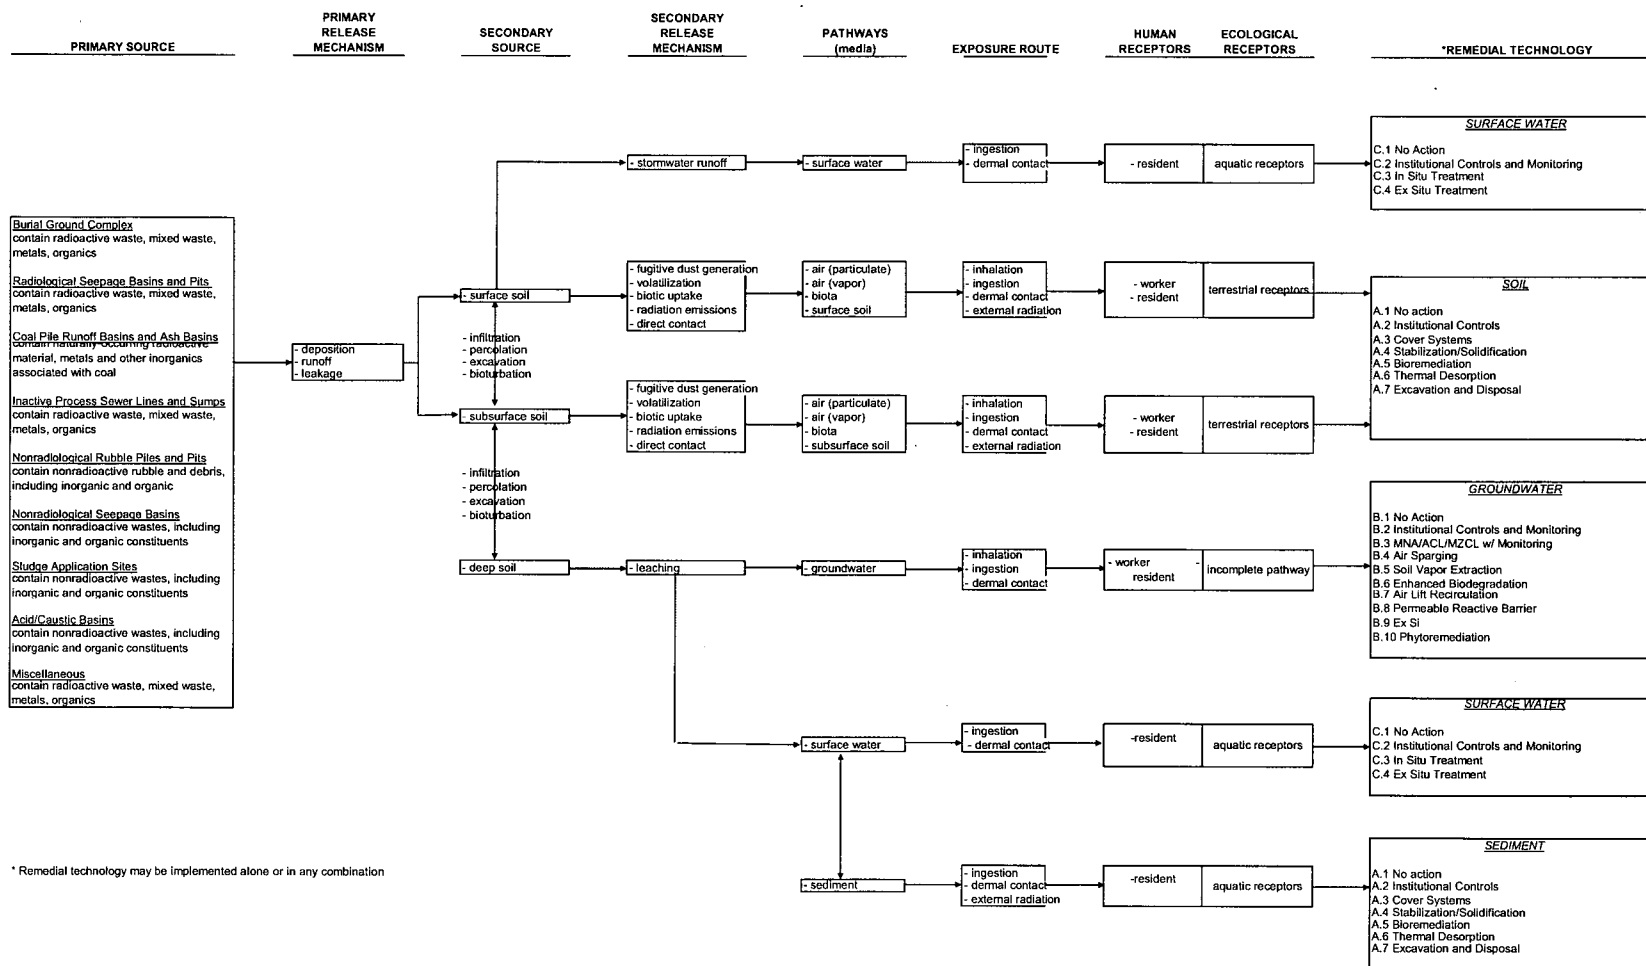 PRIMARY SOURCE
PRIMARY
RELEASE
MECHANISM
SECONDARY
SOURCE
SECONDARY
RELEASE
MECHANISM
PATHWAYS
(media)
EXPOSURE ROUTE
HUMAN
RECEPTORS
ECOLOGICAL
RECEPTORS
*REMEDIAL TECHNOLOGY
Burial Ground Complex
contain radioactive waste, mixed waste,
metals, organics
Radiological Seepage Basins and Pits
contain radioactive waste, mixed waste,
metals, organics
Coal Pile Runoff Basins and Ash Basins
contain naturally-occurring radioactive
material, metals and other inorganics
associated with coal
Inactive Process Sewer Lines and Sumps
contain radioactive waste, mixed waste,
metals, organics
Nonradiological Rubble Piles and Pits
contain nonradioactive rubble and debris,
including inorganic and organic
Nonradiological Seepage Basins
contain nonradioactive wastes, including
inorganic and organic constituents
Sludge Application Sites
contain nonradioactive wastes, including
inorganic and organic constituents
Acid/Caustic Basins
contain nonradioactive wastes, including
inorganic and organic constituents
Miscellaneous
contain radioactive waste, mixed waste,
metals, organics
- deposition
- runoff
- leakage
- stormwater runoff
- surface water
- ingestion
- dermal contact
- resident
aquatic receptors
SURFACE WATER
C.1 No Action
C.2 Institutional Controls and Monitoring
C.3 In Situ Treatment
C.4 Ex Situ Treatment
- surface soil
- fugitive dust generation
- volatilization
- biotic uptake
- radiation emissions
- direct contact
- air (particulate)
- air (vapor)
- biota
- surface soil
- inhalation
- ingestion
- dermal contact
- external radiation
- worker
- resident
terrestrial receptors
SOIL
A.1 No action
A.2 Institutional Controls
A.3 Cover Systems
A.4 Stabilization/Solidification
A.5 Bioremediation
A.6 Thermal Desorption
A.7 Excavation and Disposal
- infiltration
- percolation
- excavation
- bioturbation
- subsurface soil
- fugitive dust generation
- volatilization
- biotic uptake
- radiation emissions
- direct contact
- air (particulate)
- air (vapor)
- biota
- subsurface soil
- inhalation
- ingestion
- dermal contact
- external radiation
- worker
- resident
terrestrial receptors
- infiltration
- percolation
- excavation
- bioturbation
- deep soil
- leaching
- groundwater
- inhalation
- ingestion
- dermal contact
- worker -
resident
incomplete pathway
GROUNDWATER
B.1 No Action
B.2 Institutional Controls and Monitoring
B.3 MNA/ACL/MZCL w/ Monitoring
B.4 Air Sparging
B.5 Soil Vapor Extraction
B.6 Enhanced Biodegradation
B.7 Air Lift Recirculation
B.8 Permeable Reactive Barrier
B.9 Ex Si
B.10 Phytoremediation
- surface water
- ingestion
- dermal contact
-resident
aquatic receptors
SURFACE WATER
C.1 No Action
C.2 Institutional Controls and Monitoring
C.3 In Situ Treatment
C.4 Ex Situ Treatment
- sediment
- ingestion
- dermal contact
- external radiation
-resident
aquatic receptors
SEDIMENT
A.1 No action
A.2 Institutional Controls
A.3 Cover Systems
A.4 Stabilization/Solidification
A.5 Bioremediation
A.6 Thermal Desorption
A.7 Excavation and Disposal
* Remedial technology may be implemented alone or in any combination